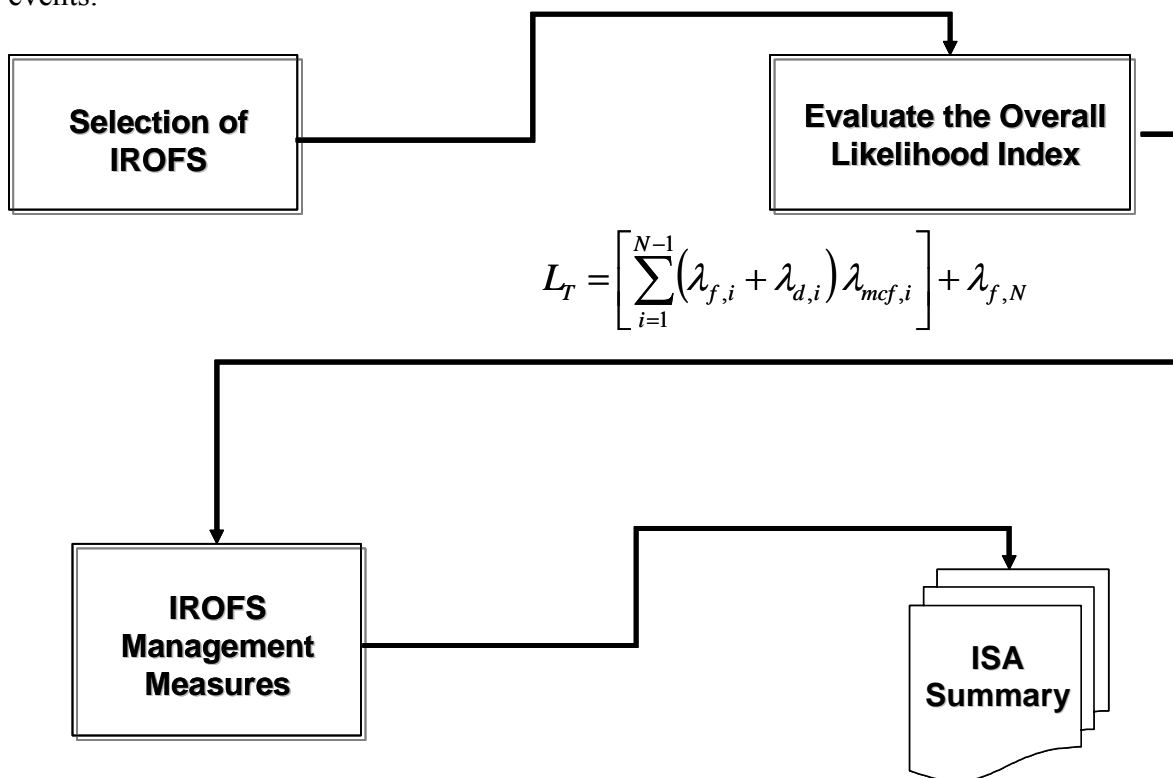 events.
Selection of
IROFS
Evaluate the Overall
Likelihood Index
L_T = [ \sum_{i=1}^{N-1} (λ_{f,i} + λ_{d,i}) λ_{mcf,i} ] + λ_{f,N}
IROFS
Management
Measures
ISA
Summary